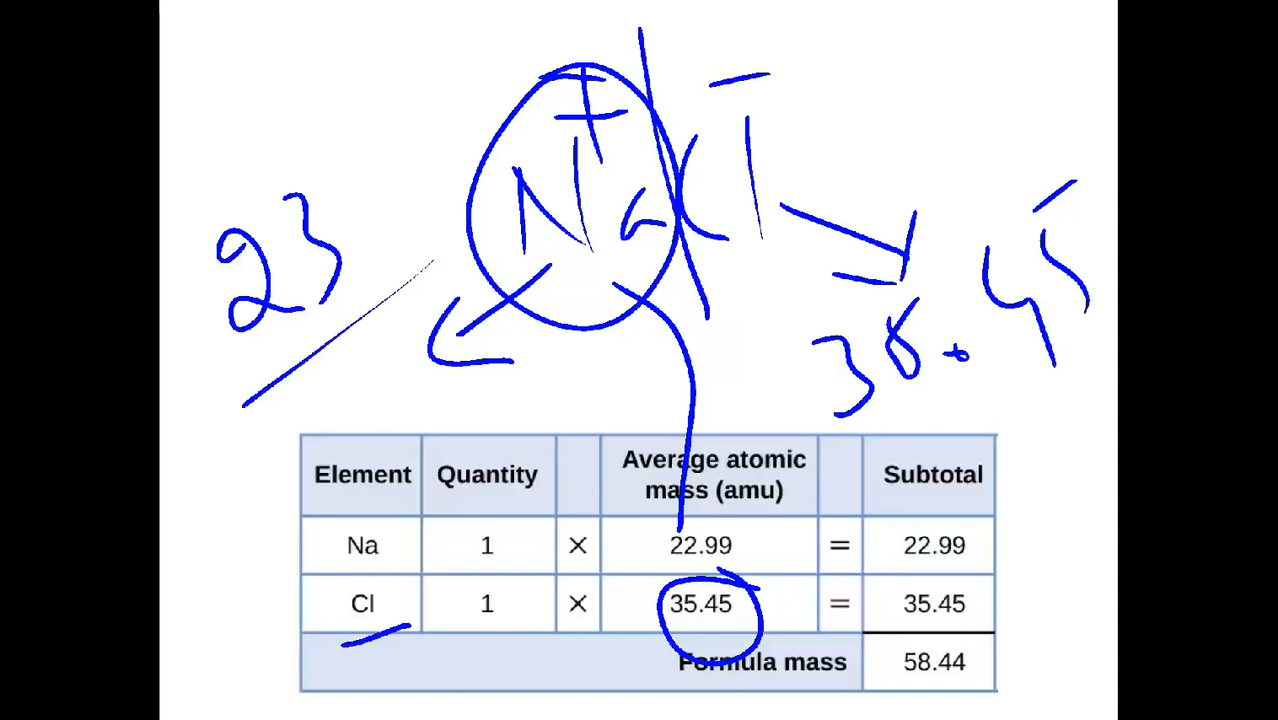 Na+ Cl-
23
35.45
Element Quantity Average atomic mass (amu) Subtotal
Na 1 × 22.99 = 22.99
Cl 1 × 35.45 = 35.45
Formula mass 58.44